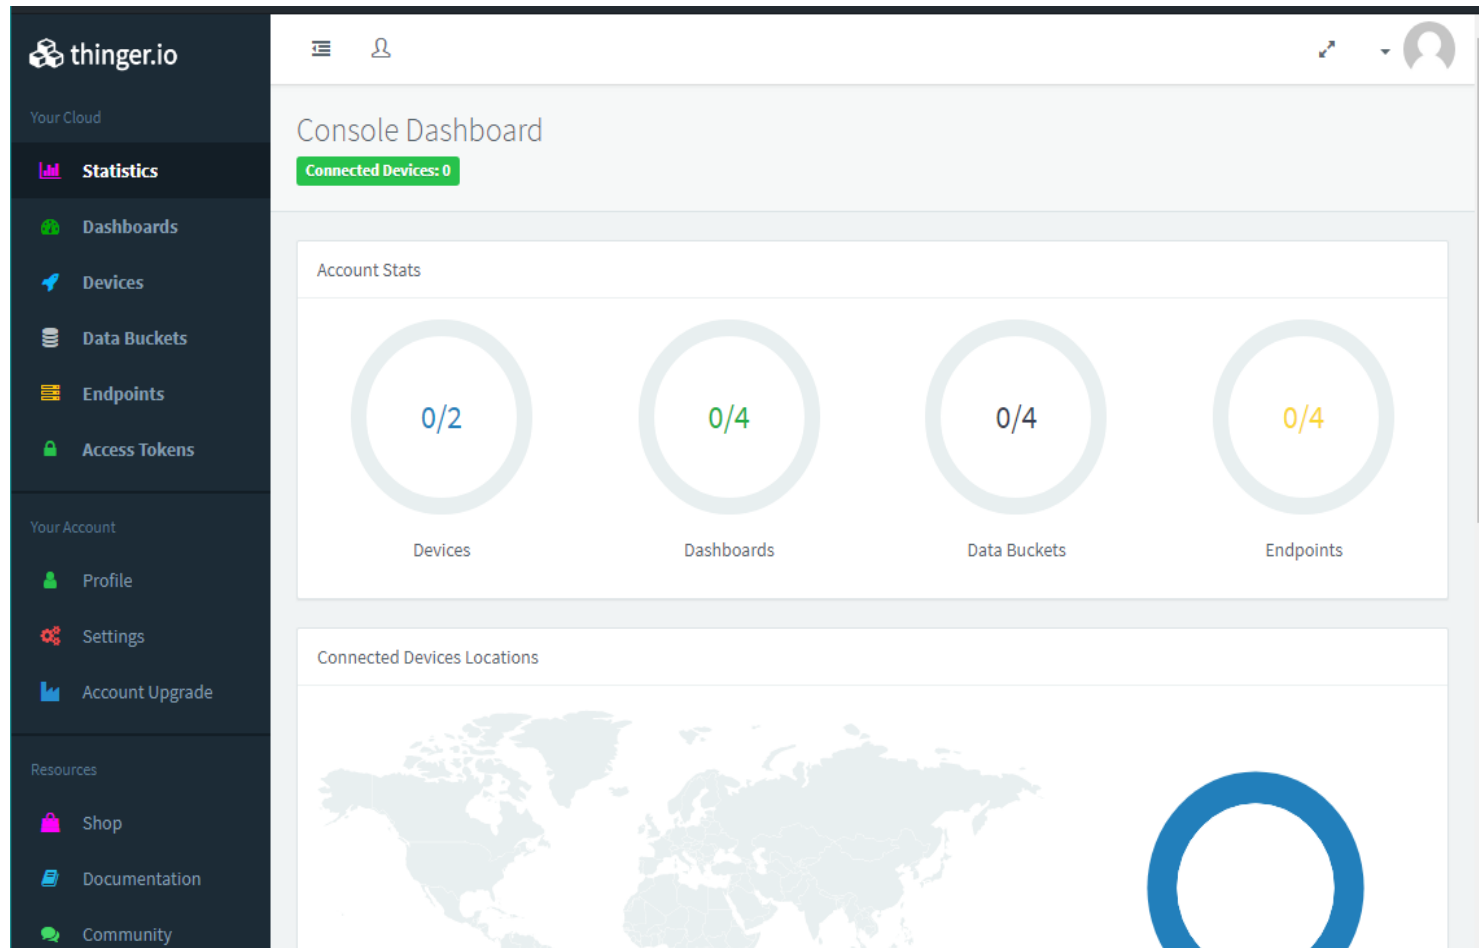 thinger.io
Your Cloud
Statistics
Dashboards
Devices
Data Buckets
Endpoints
Access Tokens
Your Account
Profile
Settings
Account Upgrade
Resources
Shop
Documentation
Community
Console Dashboard
Connected Devices: 0
Account Stats
0/2
0/4
0/4
0/4
Devices
Dashboards
Data Buckets
Endpoints
Connected Devices Locations